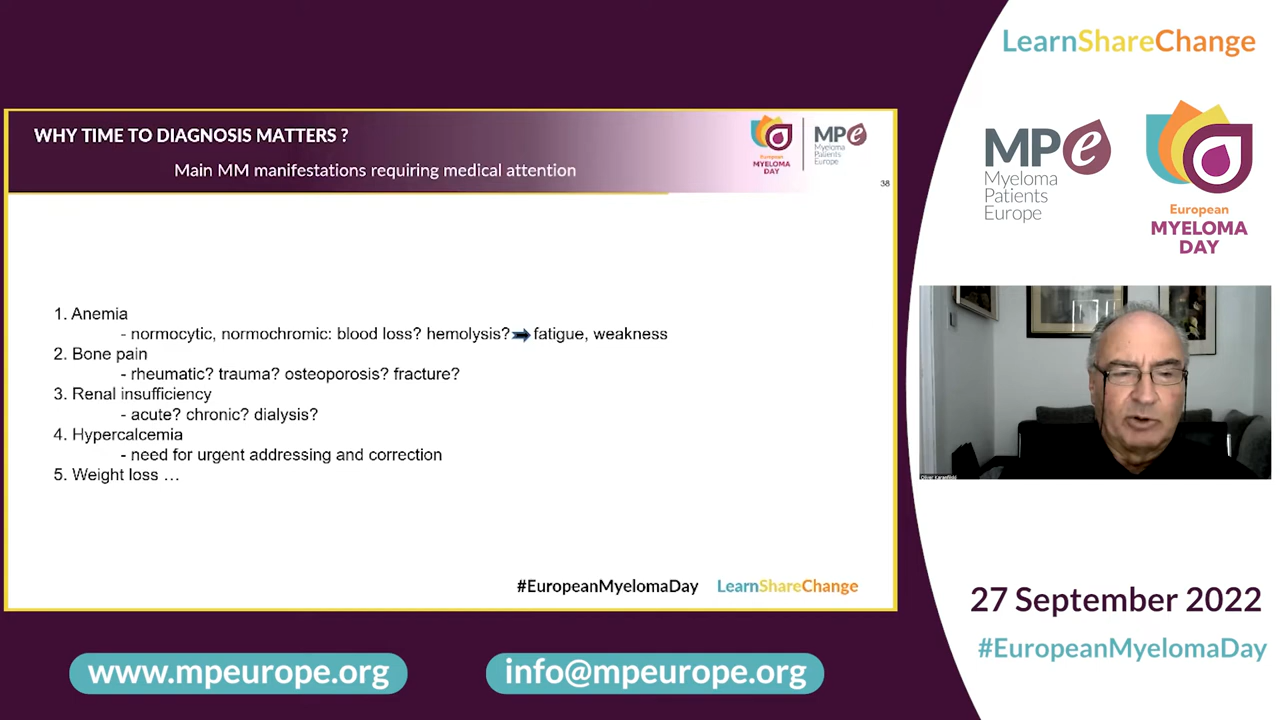 LearnShareChange
WHY TIME TO DIAGNOSIS MATTERS ?
Main MM manifestations requiring medical attention
European
MYELOMA
DAY
MPe
Myeloma
Patients
Europe
38
1. Anemia
- normocytic, normochromic: blood loss? hemolysis? fatigue, weakness
2. Bone pain
- rheumatic? trauma? osteoporosis? fracture?
3. Renal insufficiency
- acute? chronic? dialysis?
4. Hypercalcemia
- need for urgent addressing and correction
5. Weight loss …
#EuropeanMyelomaDay LearnShareChange
MPe
Myeloma
Patients
Europe
European
MYELOMA
DAY
27 September 2022
#EuropeanMyelomaDay
www.mpeurope.org
info@mpeurope.org